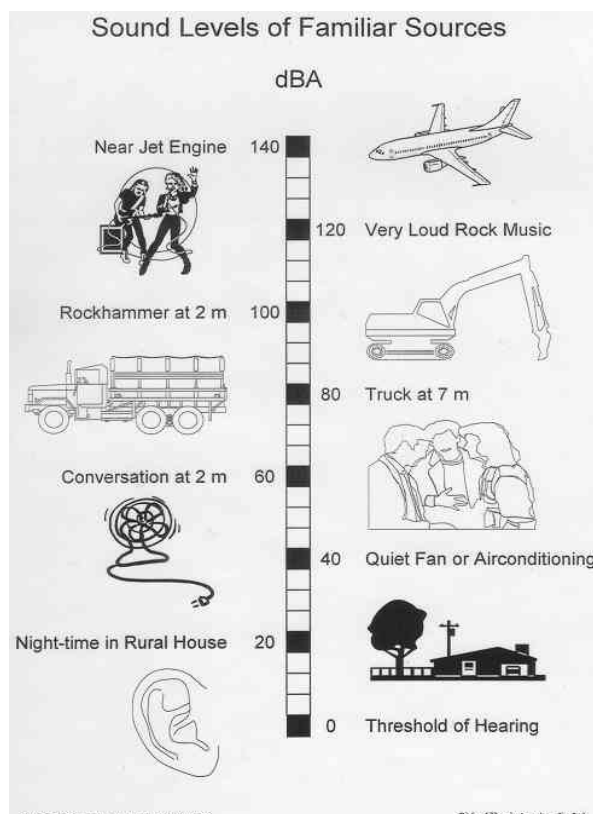 Sound Levels of Familiar Sources
dBA
Near Jet Engine 140
120 Very Loud Rock Music
Rockhammer at 2 m 100
80 Truck at 7 m
Conversation at 2 m 60
40 Quiet Fan or Airconditioning
Night-time in Rural House 20
0 Threshold of Hearing